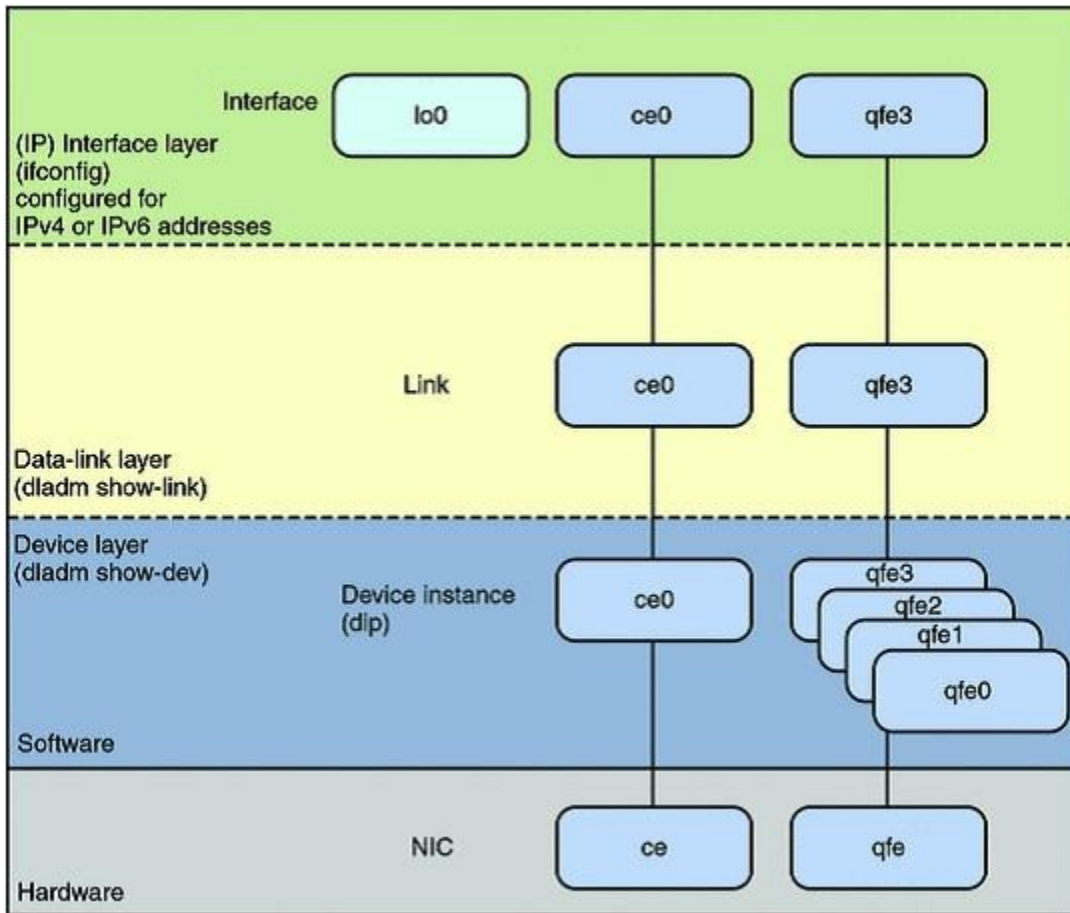 Interface
lo0
ce0
qfe3
(IP) Interface layer
(ifconfig)
configured for
IPv4 or IPv6 addresses
Link
ce0
qfe3
Data-link layer
(dladm show-link)
Device layer
(dladm show-dev)
Device instance
(dip)
ce0
qfe3
qfe2
qfe1
qfe0
Software
NIC
ce
qfe
Hardware